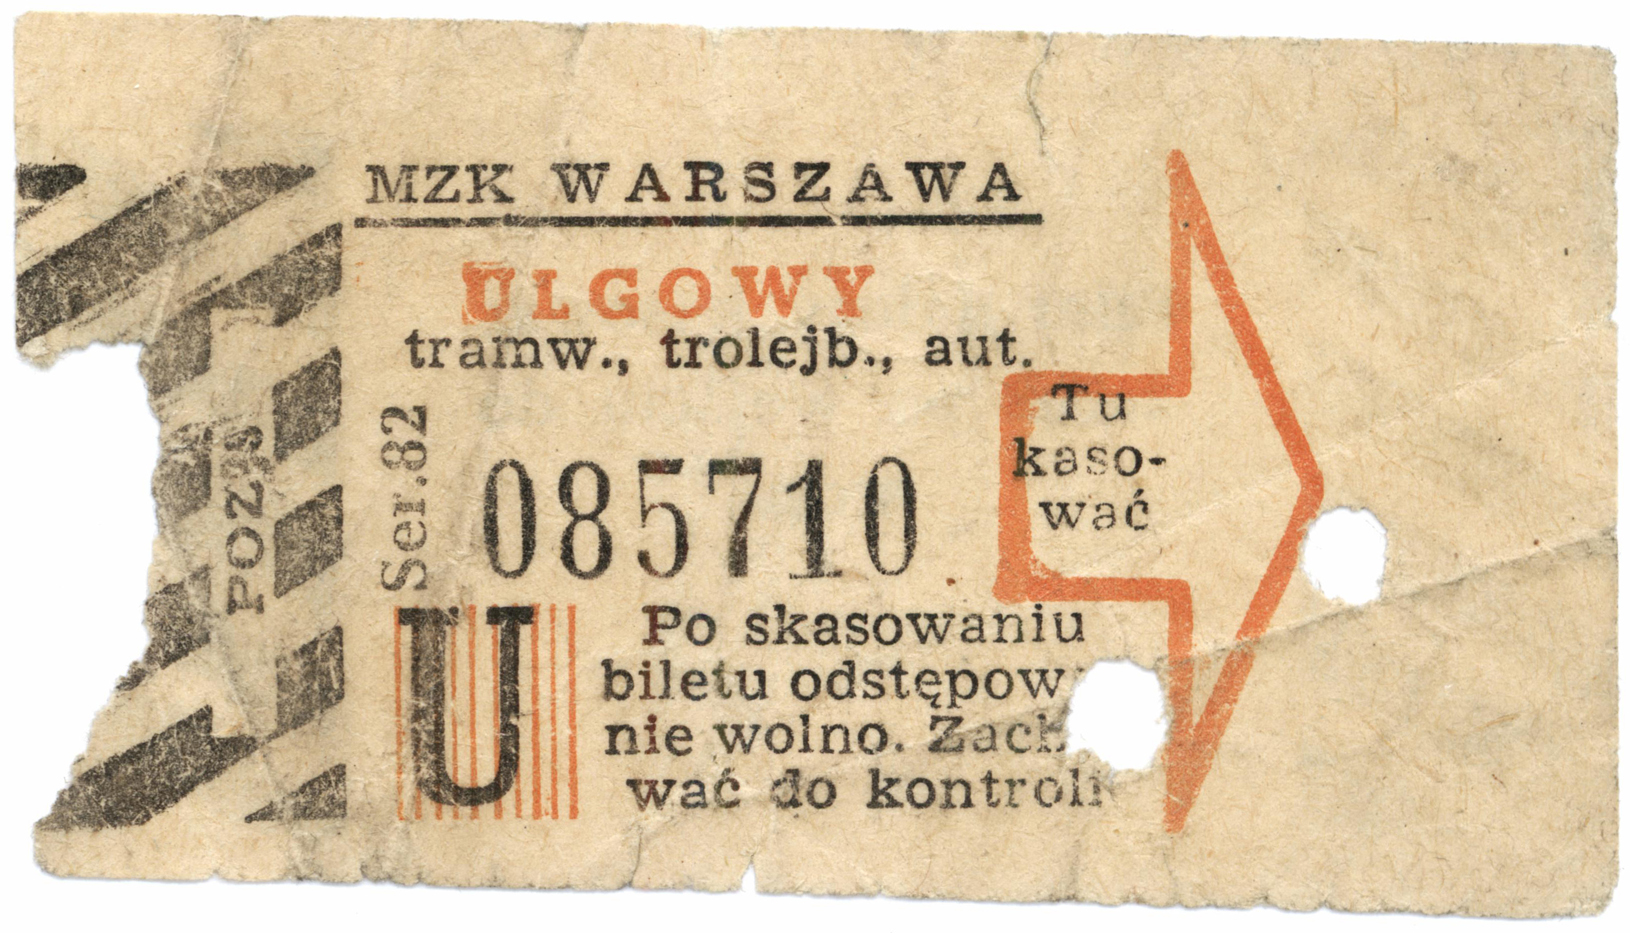 MZK WARSZAWA
ULGOWY
tramw., trolejb., aut.
Tu
kaso-
wać
Ser.82
085710
U
Po skasowaniu
biletu odstępow
nie wolno. Zach
wać do kontroli